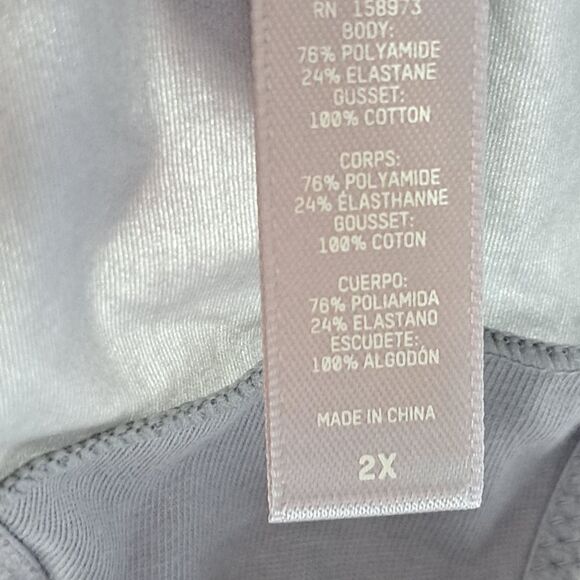 RN 158973
BODY:
76% POLYAMIDE
24% ELASTANE
GUSSET:
100% COTTON
CORPS:
76% POLYAMIDE
24% ÉLASTHANNE
GOUSSET:
100% COTON
CUERPO:
76% POLIAMIDA
24% ELASTANO
ESCUDETE:
100% ALGODÓN
MADE IN CHINA
2X